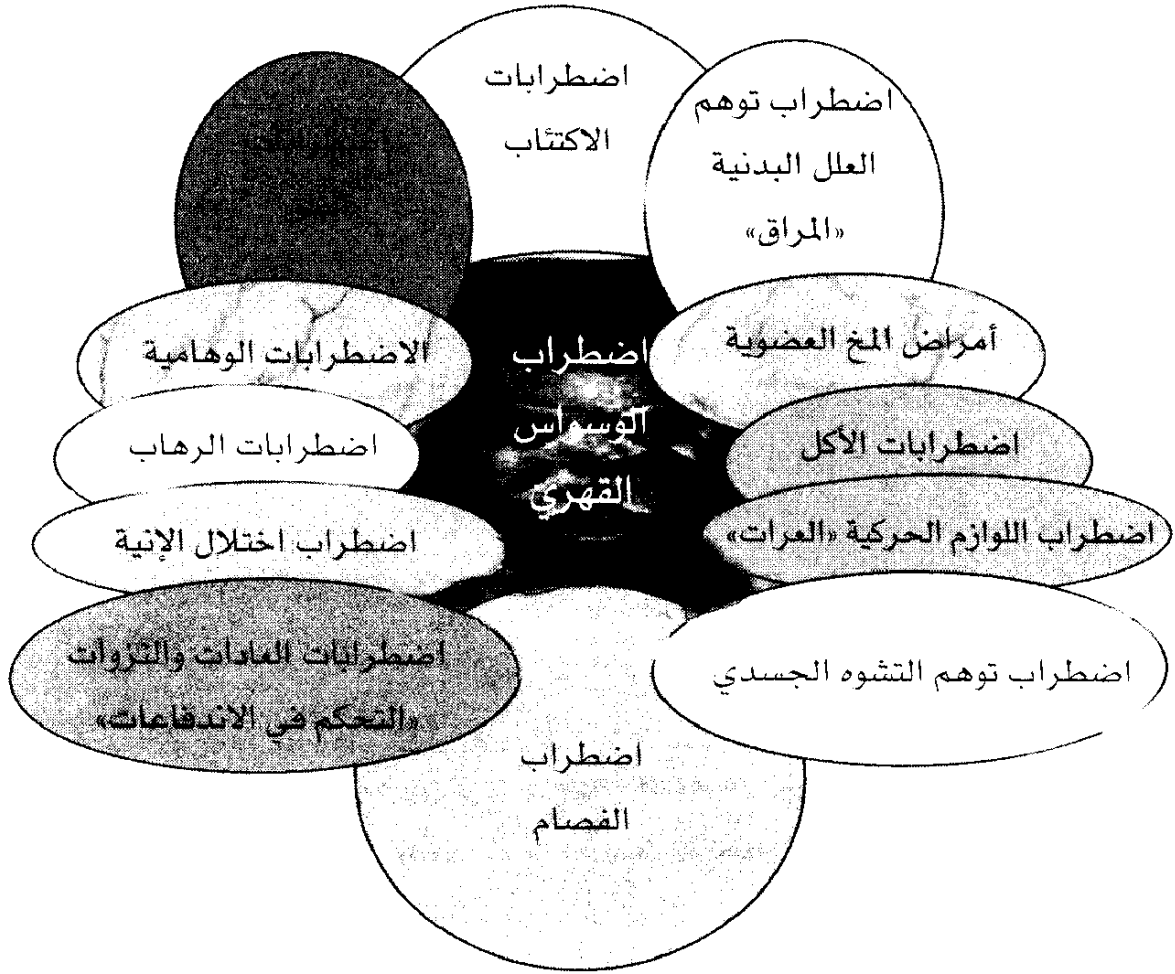 اضطرابات
الاكتئاب
اضطراب توهم
العلل البدنية
«المراق»
اضطرابات
أمراض المخ العضوية
الاضطرابات الوهامية
اضطراب
الوسواس
القهري
اضطرابات الأكل
اضطرابات الرهاب
اضطراب اللوازم الحركية «العرات»
اضطراب اختلال الإنية
اضطراب توهم التشوه الجسدي
اضطرابات العادات والنزوات
«التحكم في الاندفاعات»
اضطراب
الفصام